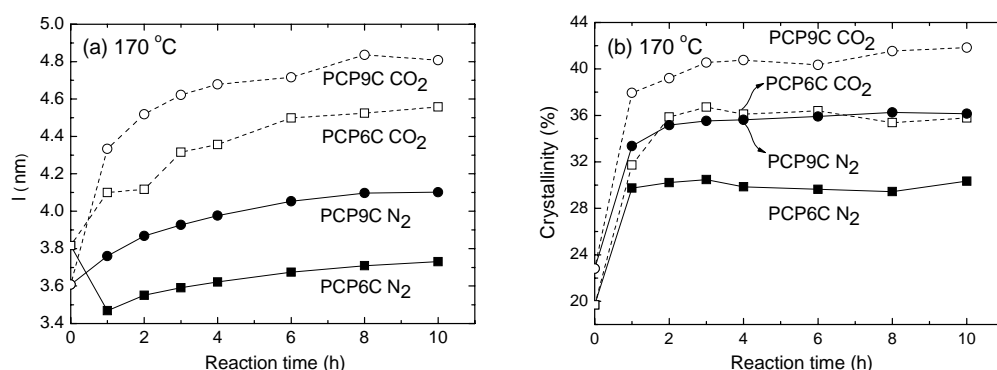 (a) 170 °C
5.0
4.8
4.6
4.4
4.2
4.0
3.8
3.6
3.4
l (nm)
PCP9C CO2
PCP6C CO2
PCP9C N2
PCP6C N2
0 2 4 6 8 10
Reaction time (h)
(b) 170 °C
44
40
36
32
28
24
20
Crystallinity (%)
PCP9C CO2
PCP6C CO2
PCP9C N2
PCP6C N2
0 2 4 6 8 10
Reaction time (h)